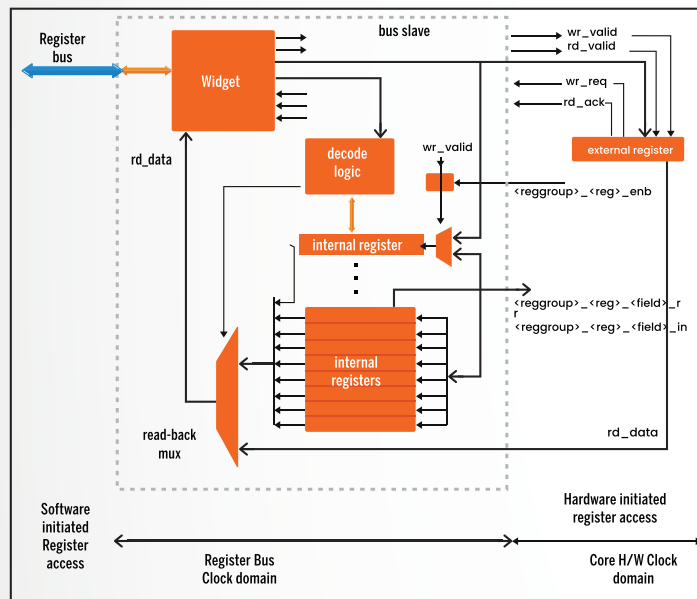 Register
bus
bus slave
Widget
wr_valid
rd_valid
wr_req
rd_ack
external register
rd_data
decode
logic
wr_valid
<reggroup>_<reg>_enb
internal register
<reggroup>_<reg>_<field>_r
r
<reggroup>_<reg>_<field>_in
internal
registers
read-back
mux
rd_data
Software
initiated
Register
access
Hardware initiated
register access
Register Bus
Clock domain
Core H/W Clock
domain